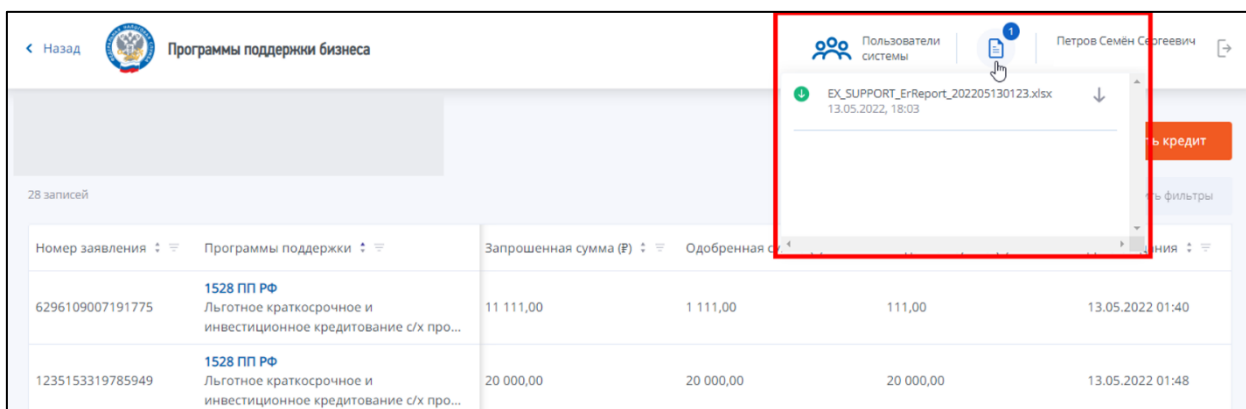 Назад
Программы поддержки бизнеса
Пользователи
системы
1
Петров Семён Сергеевич
EX_SUPPORT_ErReport_202205130123.xlsx
13.05.2022, 18:03
ь кредит
28 записей
ь фильтры
Номер заявления Программы поддержки Запрошенная сумма (₽) Одобренная ания
6296109007191775
1528 ПП РФ
Льготное краткосрочное и
инвестиционное кредитование с/х про...
11 111,00 1 111,00 111,00 13.05.2022 01:40
1235153319785949
1528 ПП РФ
Льготное краткосрочное и
инвестиционное кредитование с/х про...
20 000,00 20 000,00 20 000,00 13.05.2022 01:48